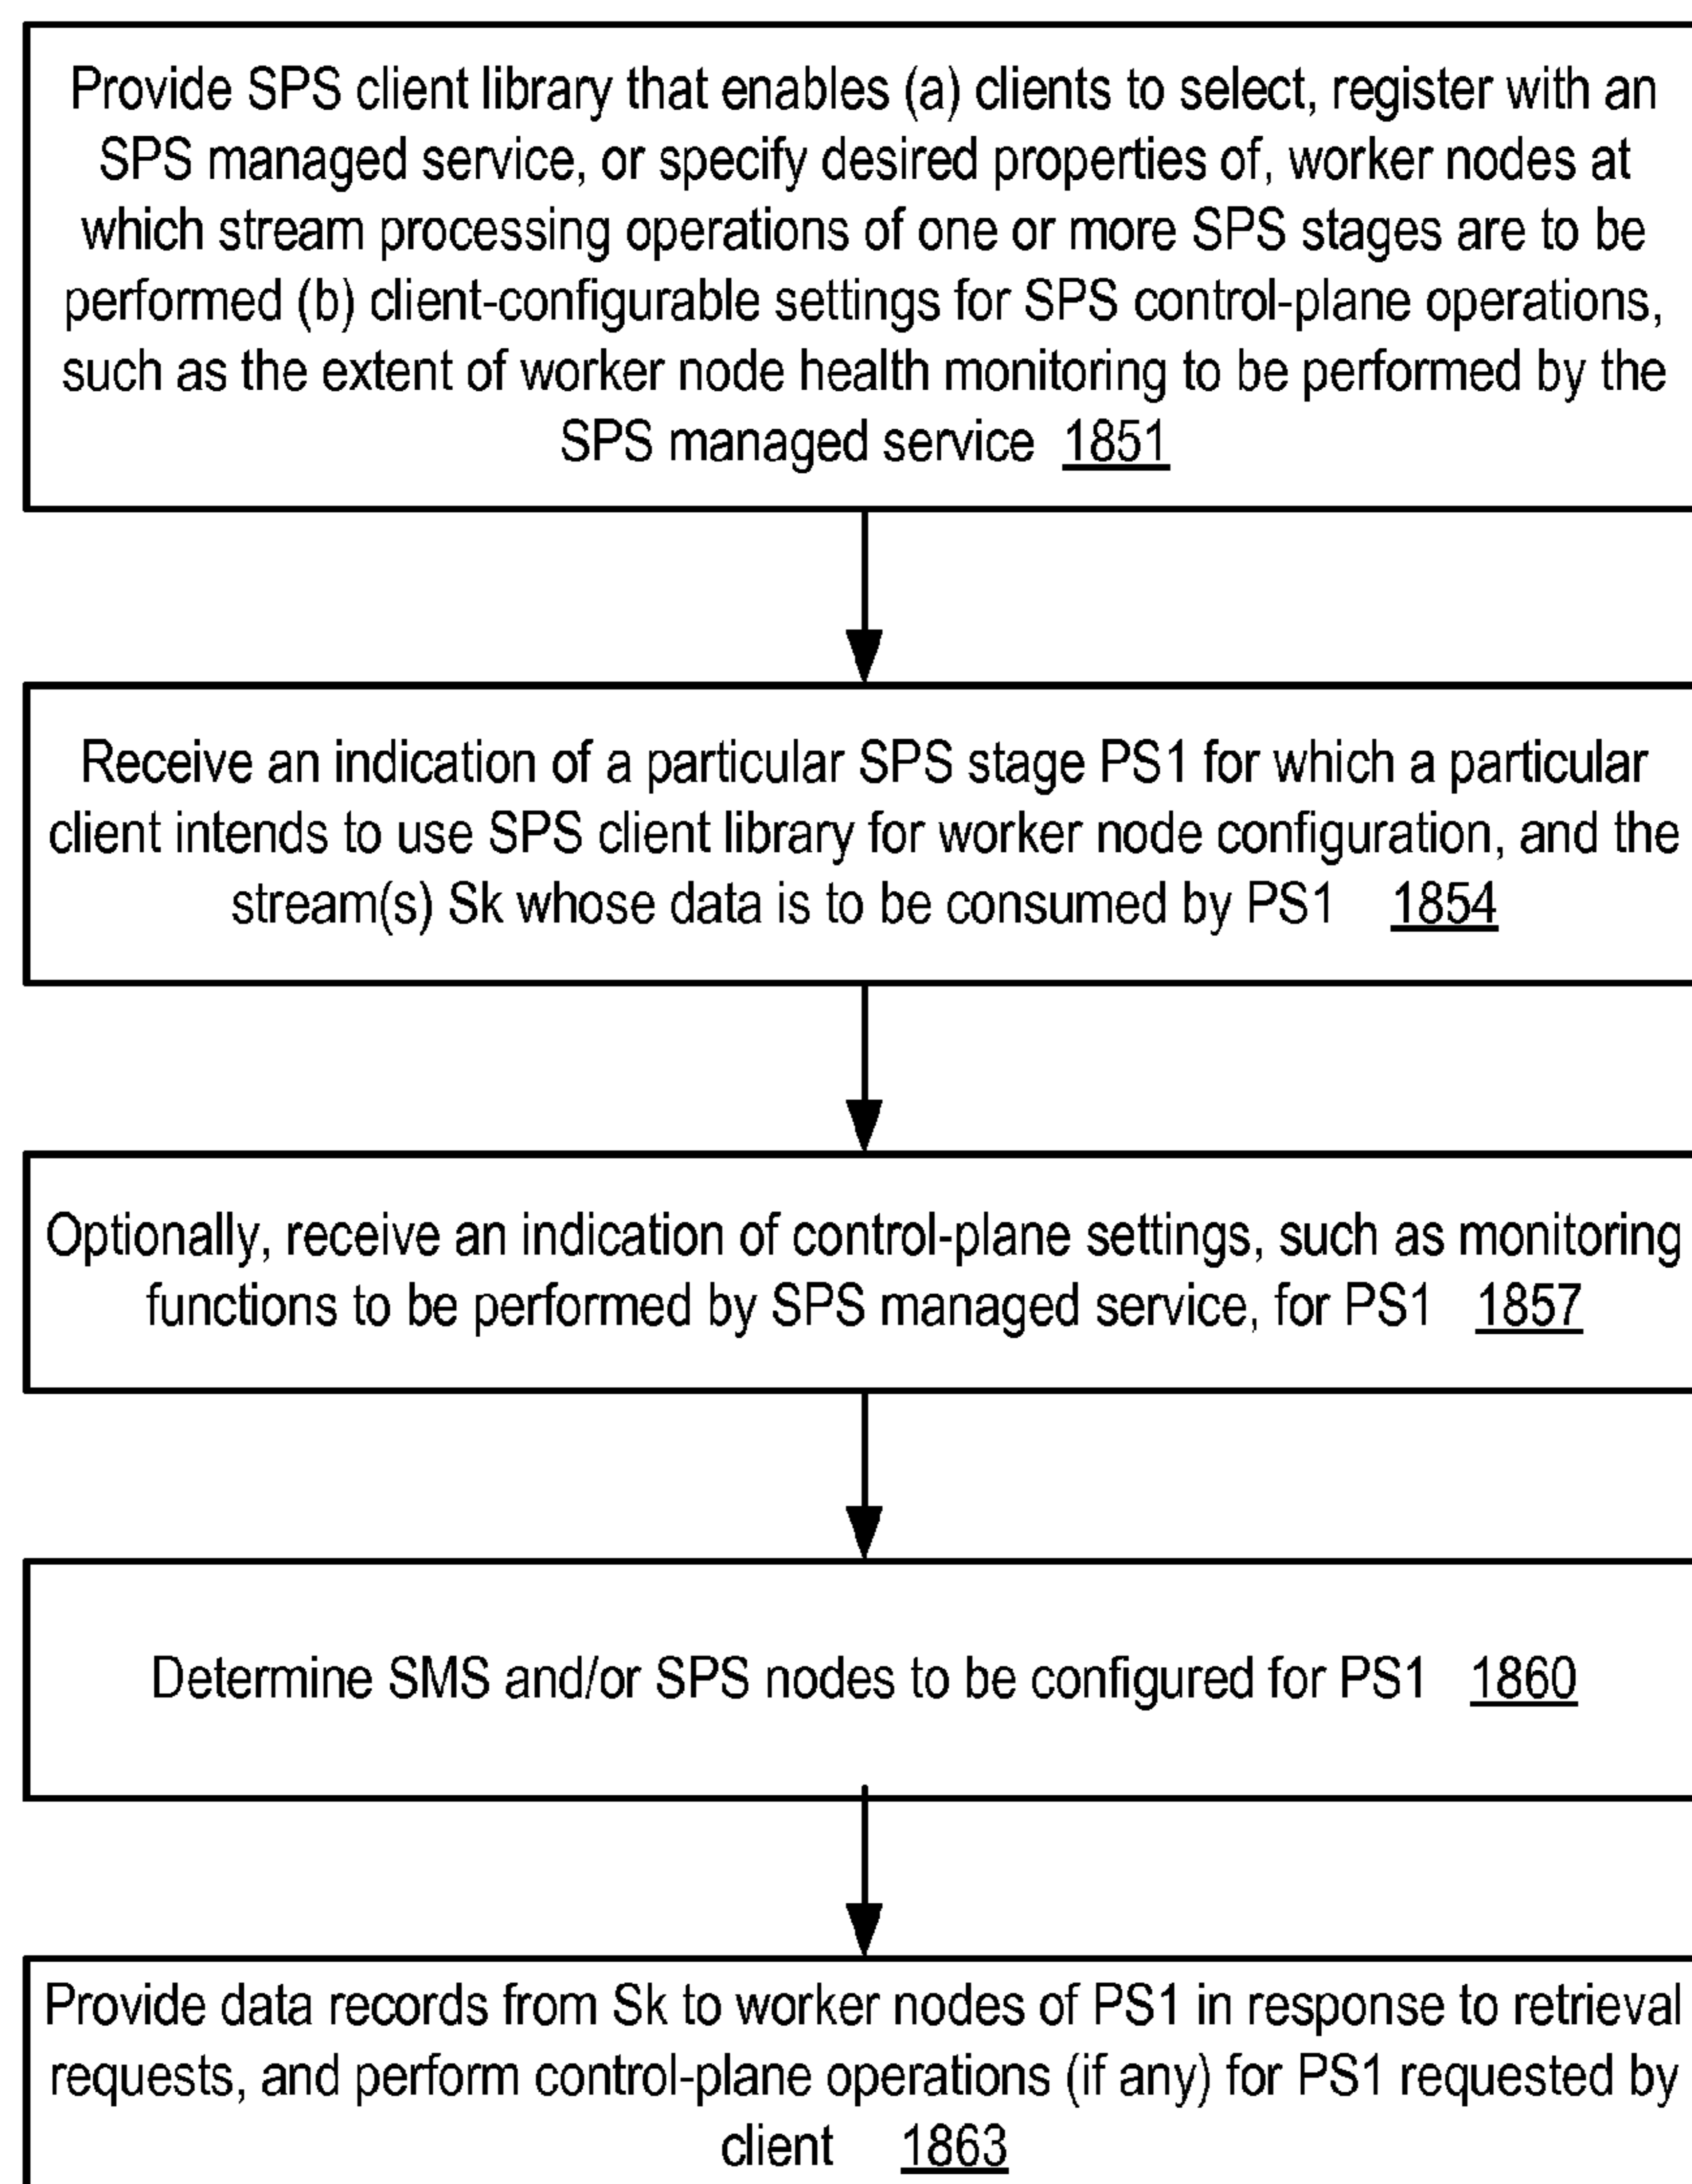 Provide SPS client library that enables (a) clients to select, register with an
SPS managed service, or specify desired properties of, worker nodes at
which stream processing operations of one or more SPS stages are to be
performed (b) client-configurable settings for SPS control-plane operations,
such as the extent of worker node health monitoring to be performed by the
SPS managed service 1851
Receive an indication of a particular SPS stage PS1 for which a particular
client intends to use SPS client library for worker node configuration, and the
stream(s) Sk whose data is to be consumed by PS1 1854
Optionally, receive an indication of control-plane settings, such as monitoring
functions to be performed by SPS managed service, for PS1 1857
Determine SMS and/or SPS nodes to be configured for PS1 1860
Provide data records from Sk to worker nodes of PS1 in response to retrieval
requests, and perform control-plane operations (if any) for PS1 requested by
client 1863